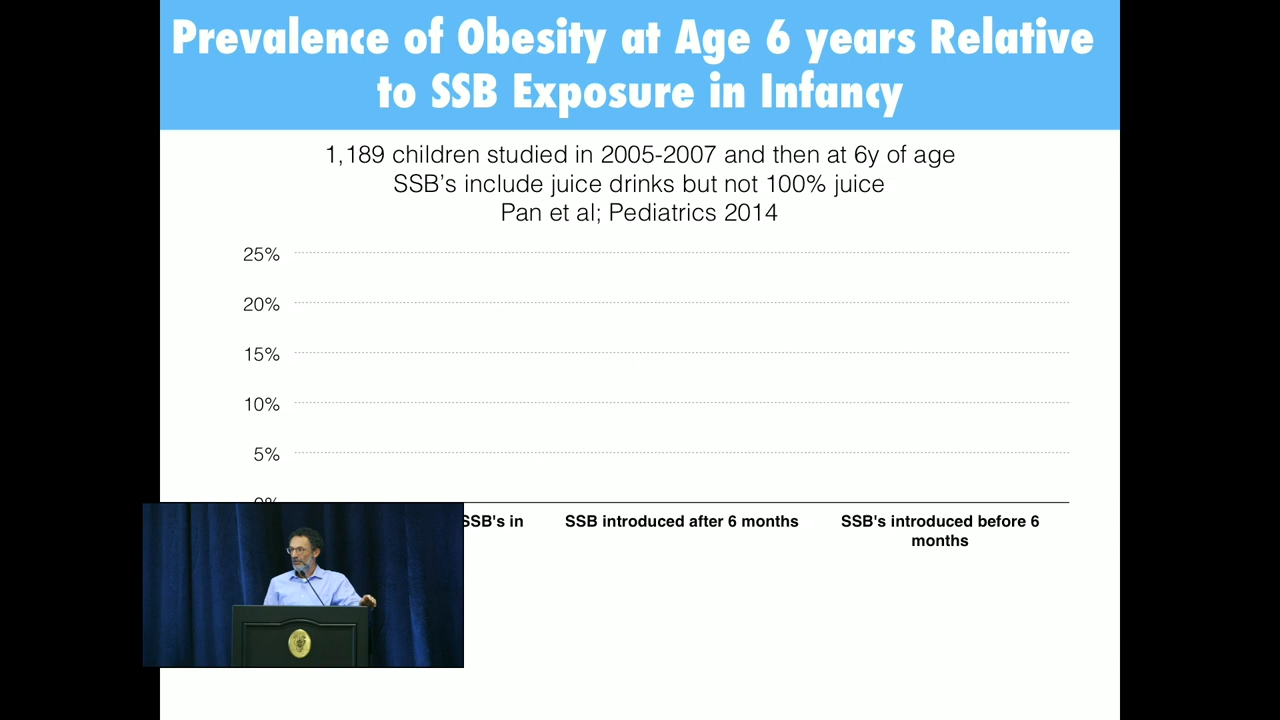 Prevalence of Obesity at Age 6 years Relative
to SSB Exposure in Infancy
1,189 children studied in 2005-2007 and then at 6y of age
SSB's include juice drinks but not 100% juice
Pan et al; Pediatrics 2014
25%
20%
15%
10%
5%
0%
SSB's in
SSB introduced after 6 months
SSB's introduced before 6
months